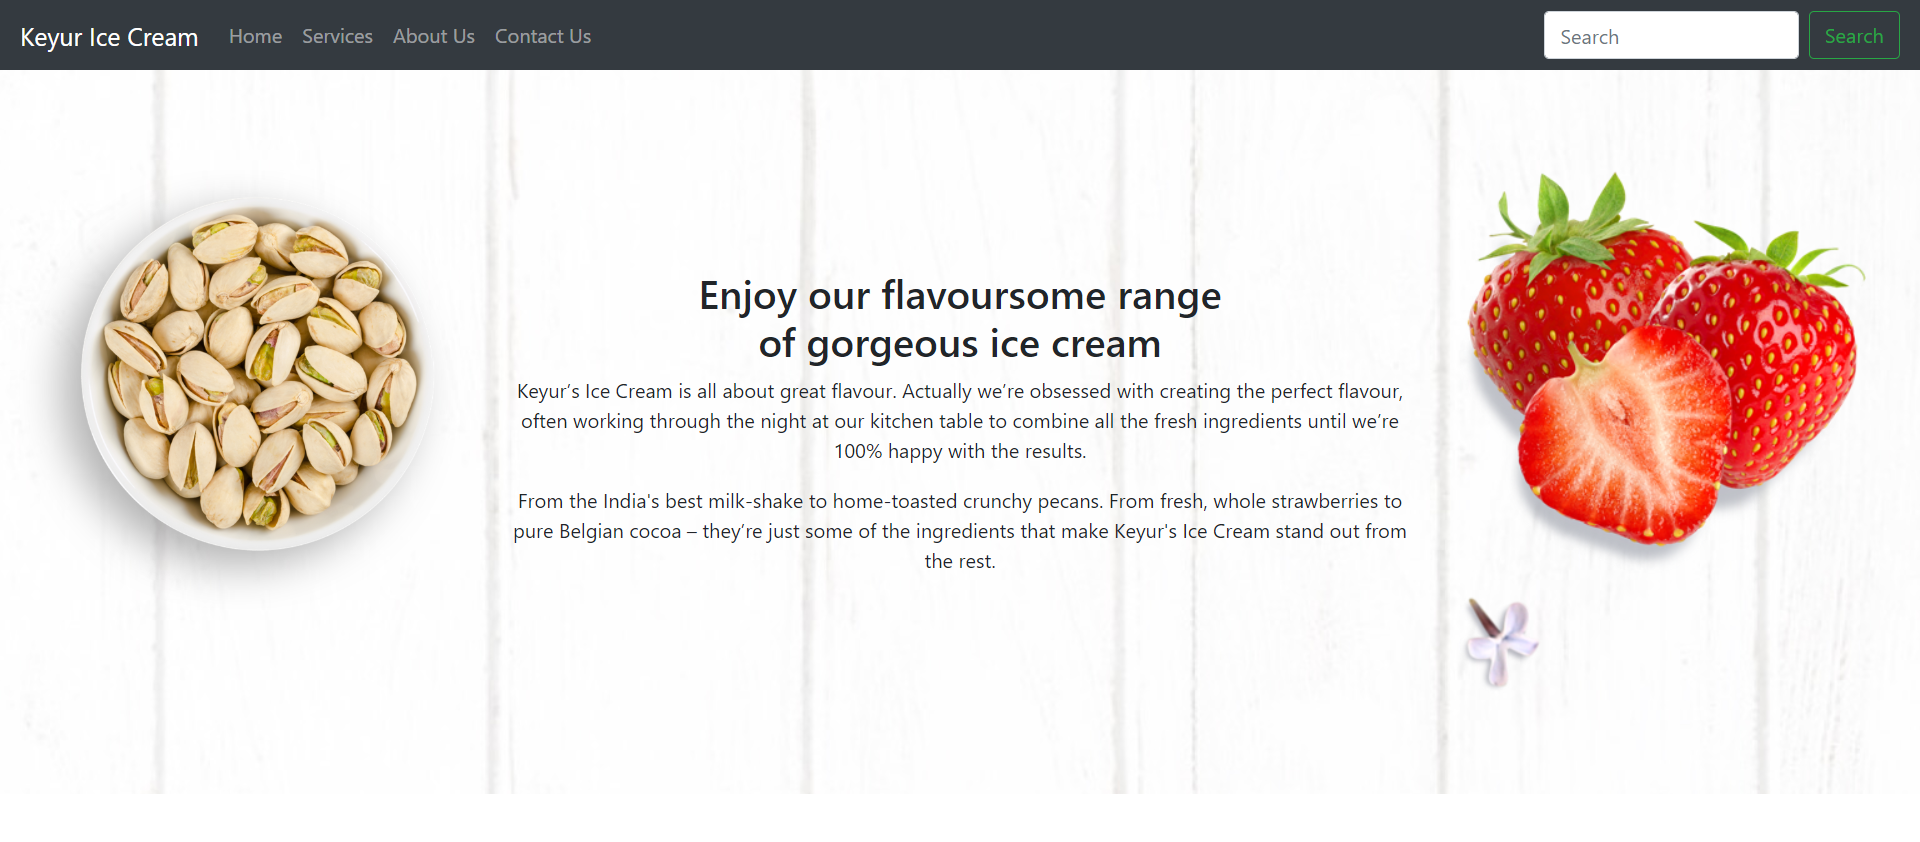 Keyur Ice Cream Home Services About Us Contact Us Search Search
Enjoy our flavoursome range
of gorgeous ice cream
Keyur’s Ice Cream is all about great flavour. Actually we’re obsessed with creating the perfect flavour,
often working through the night at our kitchen table to combine all the fresh ingredients until we’re
100% happy with the results.
From the India's best milk-shake to home-toasted crunchy pecans. From fresh, whole strawberries to
pure Belgian cocoa – they’re just some of the ingredients that make Keyur's Ice Cream stand out from
the rest.